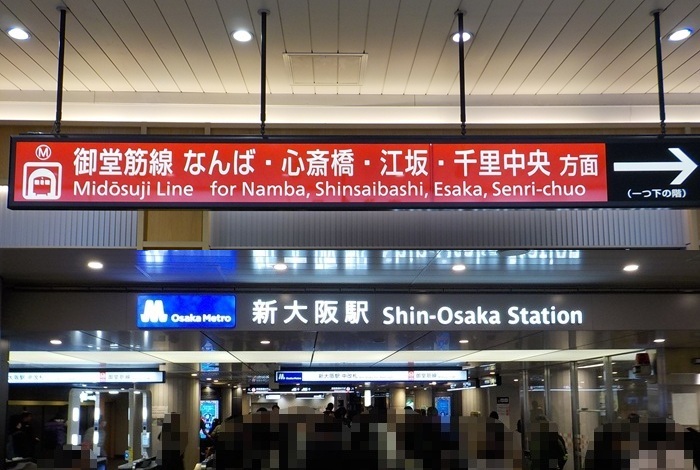 M
御堂筋線 なんば・心斎橋・江坂・千里中央 方面
Midōsuji Line for Namba, Shinsaibashi, Esaka, Senri-chuo
(一つ下の階)
Osaka Metro 新大阪駅 Shin-Osaka Station